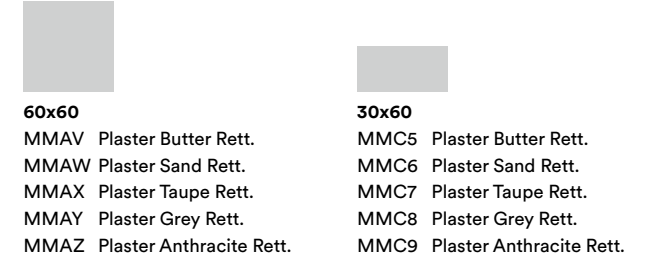 60x60
MMAV Plaster Butter Rett.
MMAW Plaster Sand Rett.
MMAX Plaster Taupe Rett.
MMAY Plaster Grey Rett.
MMAZ Plaster Anthracite Rett.
30x60
MMC5 Plaster Butter Rett.
MMC6 Plaster Sand Rett.
MMC7 Plaster Taupe Rett.
MMC8 Plaster Grey Rett.
MMC9 Plaster Anthracite Rett.